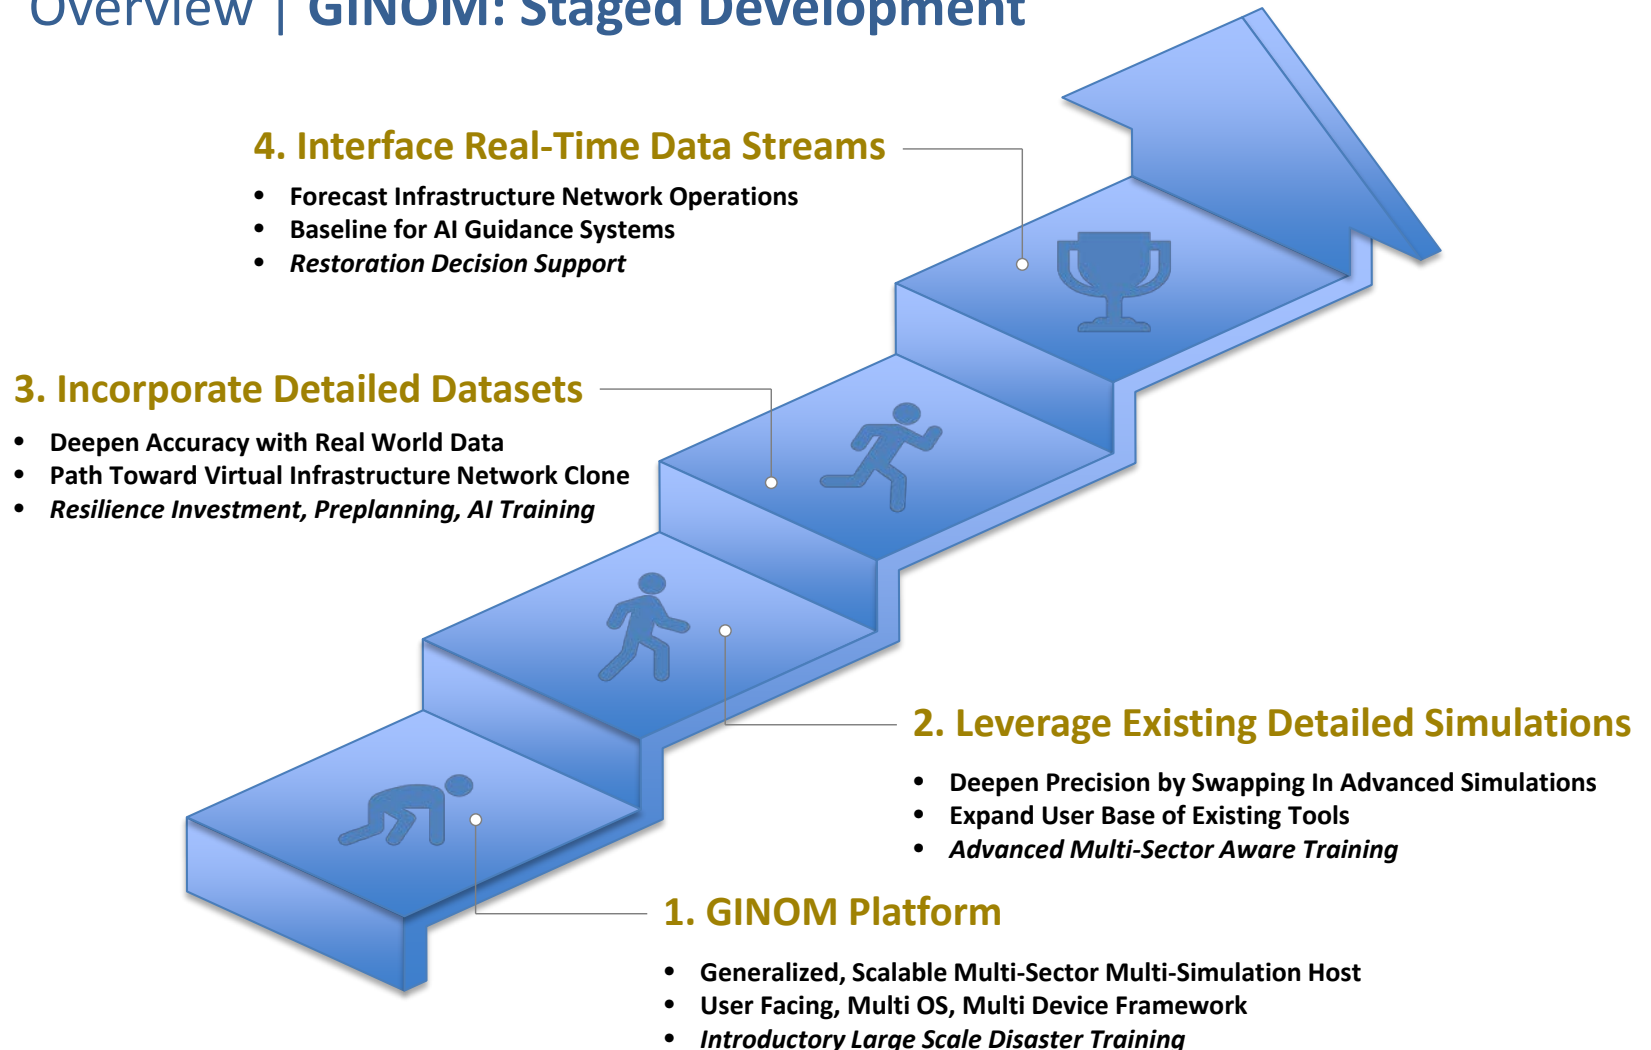 Overview | GINOM: Staged Development
4. Interface Real-Time Data Streams
• Forecast Infrastructure Network Operations
• Baseline for AI Guidance Systems
• Restoration Decision Support
3. Incorporate Detailed Datasets
• Deepen Accuracy with Real World Data
• Path Toward Virtual Infrastructure Network Clone
• Resilience Investment, Preplanning, AI Training
2. Leverage Existing Detailed Simulations
• Deepen Precision by Swapping In Advanced Simulations
• Expand User Base of Existing Tools
• Advanced Multi-Sector Aware Training
1. GINOM Platform
• Generalized, Scalable Multi-Sector Multi-Simulation Host
• User Facing, Multi OS, Multi Device Framework
• Introductory Large Scale Disaster Training